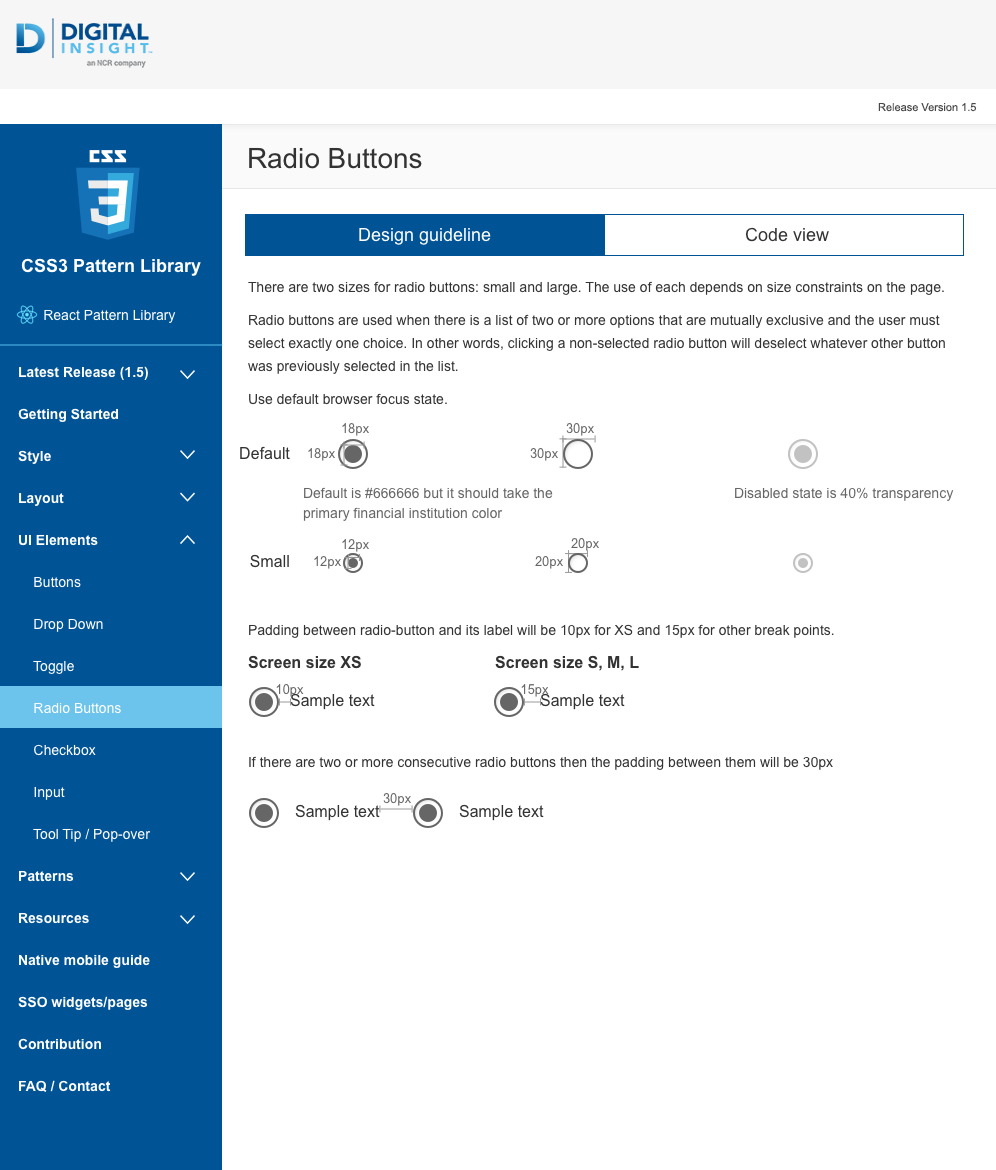 DIGITAL
INSIGHT™
an NCR company
Release Version 1.5
CSS
3
CSS3 Pattern Library
React Pattern Library
Latest Release (1.5)
Getting Started
Style
Layout
UI Elements
Buttons
Drop Down
Toggle
Radio Buttons
Checkbox
Input
Tool Tip / Pop-over
Patterns
Resources
Native mobile guide
SSO widgets/pages
Contribution
FAQ / Contact
Radio Buttons
Design guideline Code view
There are two sizes for radio buttons: small and large. The use of each depends on size constraints on the page.
Radio buttons are used when there is a list of two or more options that are mutually exclusive and the user must
select exactly one choice. In other words, clicking a non-selected radio button will deselect whatever other button
was previously selected in the list.
Use default browser focus state.
18px 30px
Default 18px 30px
Default is #666666 but it should take the
primary financial institution color
Disabled state is 40% transparency
12px 20px
Small 12px 20px
Padding between radio-button and its label will be 10px for XS and 15px for other break points.
Screen size XS Screen size S, M, L
10px 15px
Sample text Sample text
If there are two or more consecutive radio buttons then the padding between them will be 30px
30px
Sample text Sample text